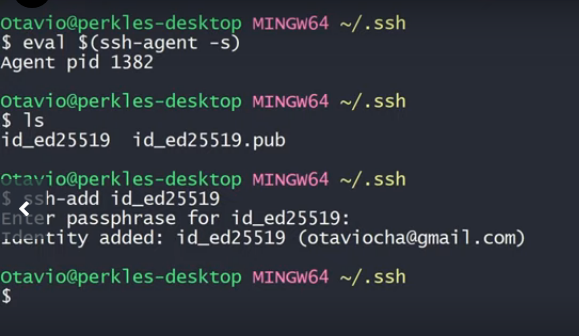 Otavio@perkles-desktop MINGW64 ~/.ssh
$ eval $(ssh-agent -s)
Agent pid 1382
Otavio@perkles-desktop MINGW64 ~/.ssh
$ ls
id_ed25519  id_ed25519.pub
Otavio@perkles-desktop MINGW64 ~/.ssh
$ ssh-add id_ed25519
Enter passphrase for id_ed25519:
Identity added: id_ed25519 (otaviocha@gmail.com)
Otavio@perkles-desktop MINGW64 ~/.ssh
$